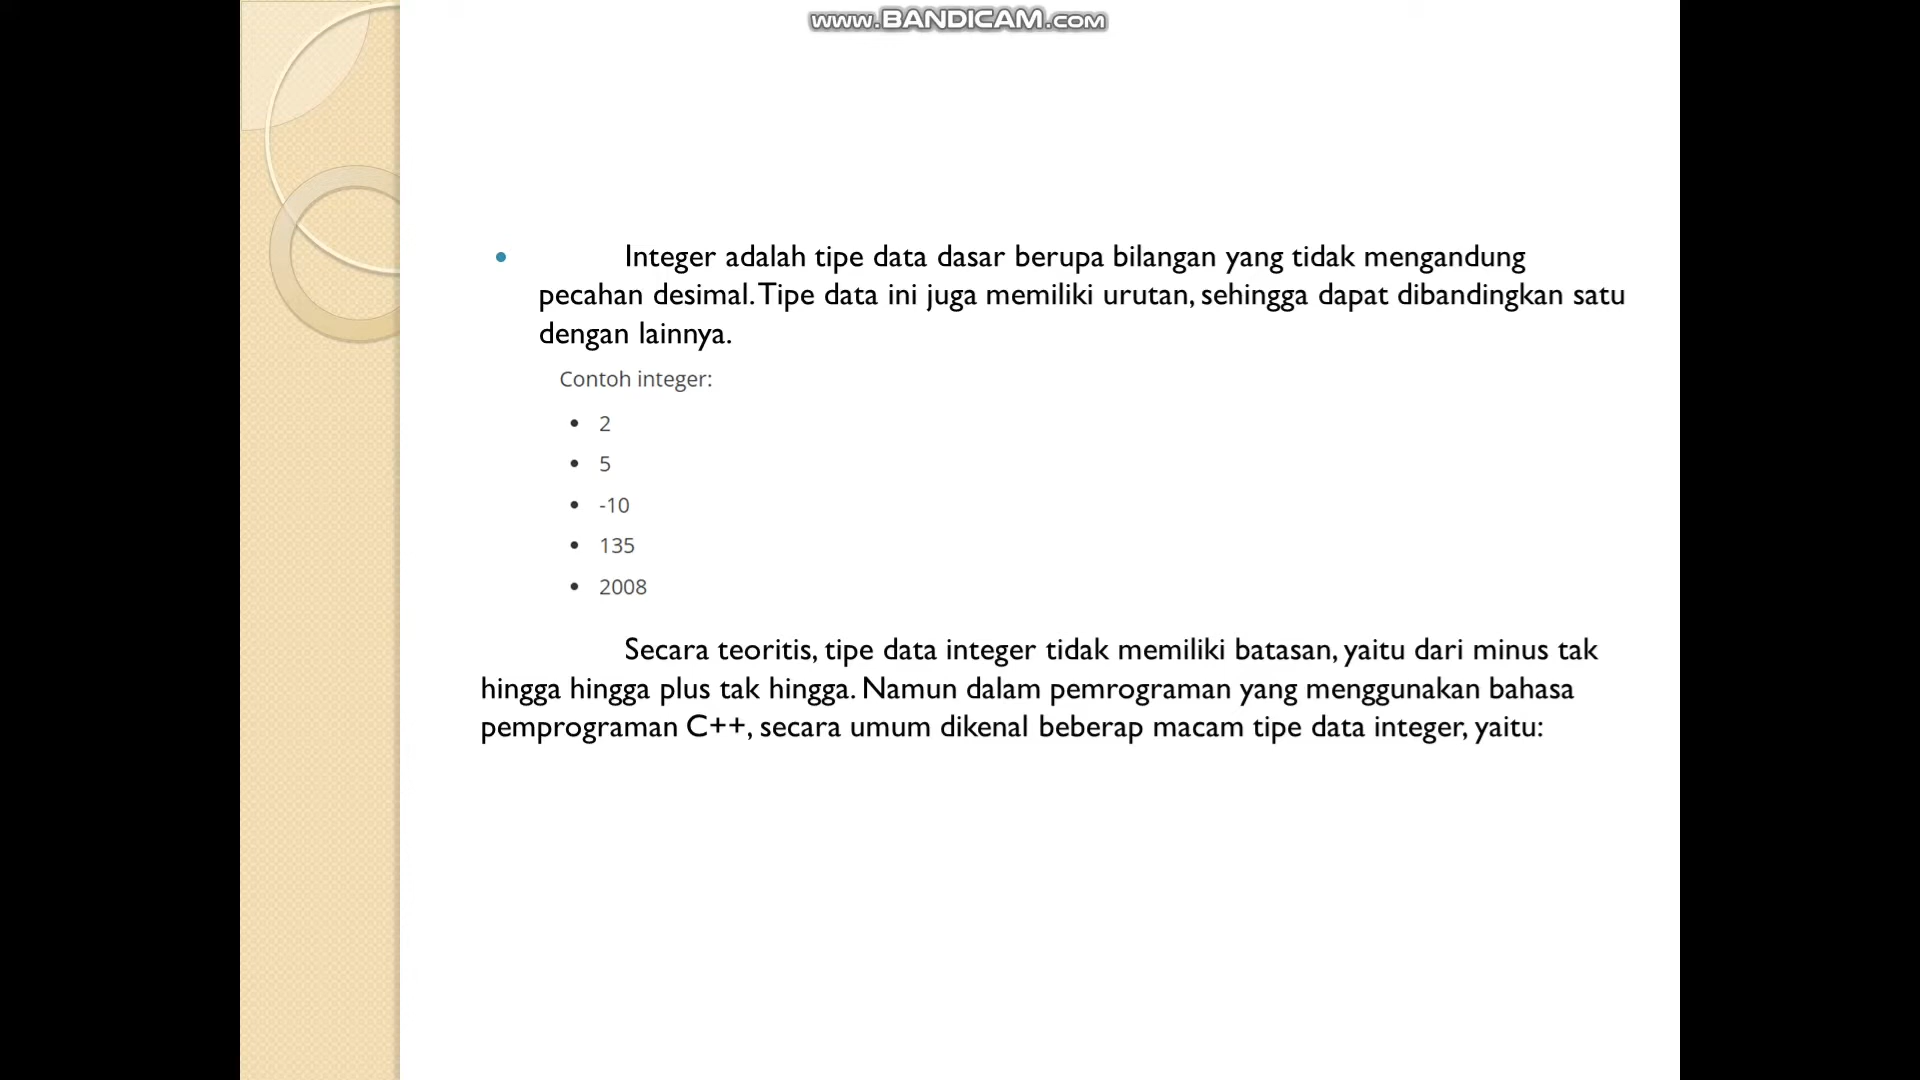 www.BANDICAM.com
• Integer adalah tipe data dasar berupa bilangan yang tidak mengandung
pecahan desimal. Tipe data ini juga memiliki urutan, sehingga dapat dibandingkan satu
dengan lainnya.
Contoh integer:
• 2
• 5
• -10
• 135
• 2008
Secara teoritis, tipe data integer tidak memiliki batasan, yaitu dari minus tak
hingga hingga plus tak hingga. Namun dalam pemrograman yang menggunakan bahasa
pemprograman C++, secara umum dikenal beberap macam tipe data integer, yaitu: